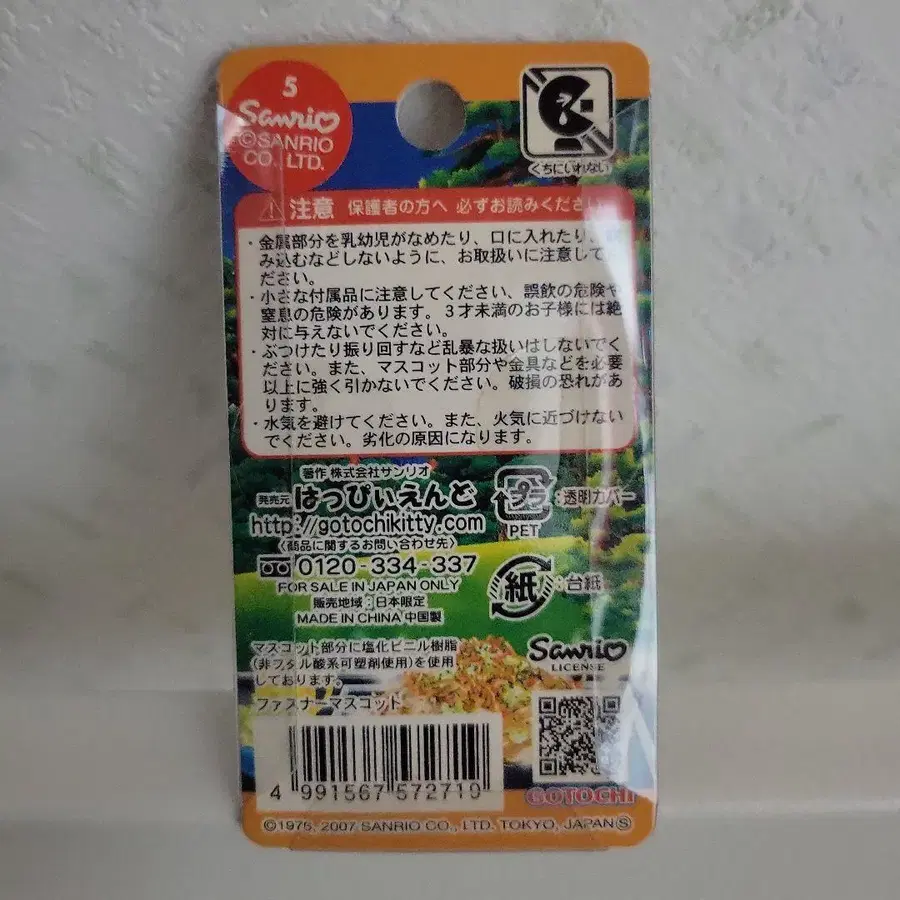 5
Sanrio
©SANRIO
CO., LTD.
くちにいれない
注意 保護者の方へ 必ずお読みください
・金属部分を乳幼児がなめたり、口に入れたり、
み込むなどしないように、お取扱いに注意して
ださい。
・小さな付属品に注意してください、誤飲の危険や
窒息の危険があります。3才未満のお子様には絶
対に与えないでください。
・ぶつけたり振り回すなど乱暴な扱いはしないでく
ださい。また、マスコット部分や金具などを必要
以上に強く引かないでください。破損の恐れがあ
ります。
・水気を避けてください。また、火気に近づけない
でください。劣化の原因になります。
著作 株式会社サンリオ
発売元 はっぴぃえんど
http://gotochikitty.com
〈商品に関するお問い合わせ先〉
0120-334-337
FOR SALE IN JAPAN ONLY
販売地域:日本限定
MADE IN CHINA 中国製
プラ :透明カバー
PET
紙 :台紙
マスコット部分に塩化ビニル樹脂
(非フタル酸系可塑剤使用)を使用
しております。
ファスナーマスコット
Sanrio
LICENSE
4 991567 572719
GOTOCHI
©1976, 2007 SANRIO CO., LTD. TOKYO, JAPAN Ⓢ